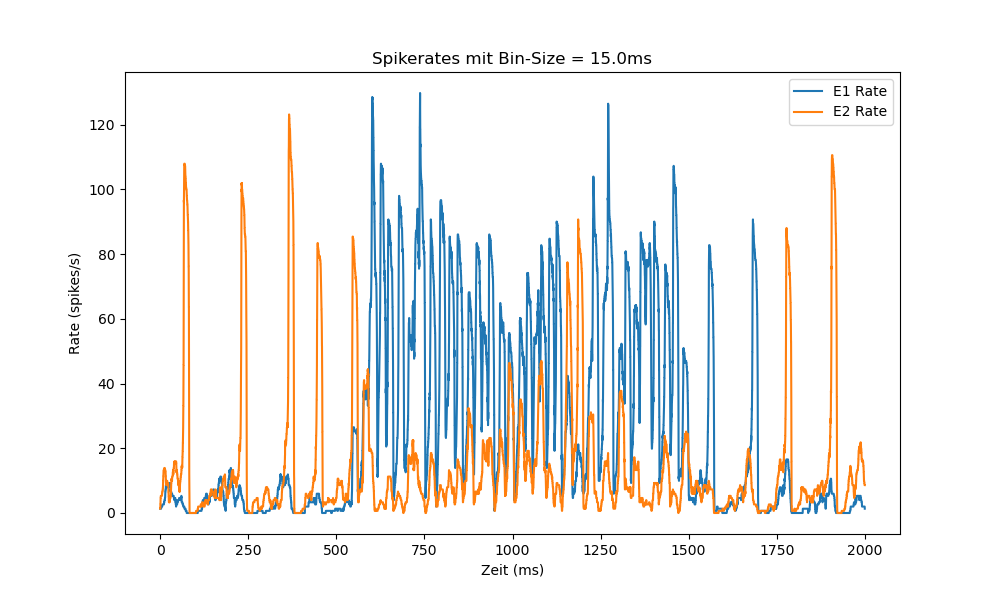 Spikerates mit Bin-Size = 15.0ms
E1 Rate
E2 Rate
120
100
80
60
40
20
0
Rate (spikes/s)
0 250 500 750 1000 1250 1500 1750 2000
Zeit (ms)